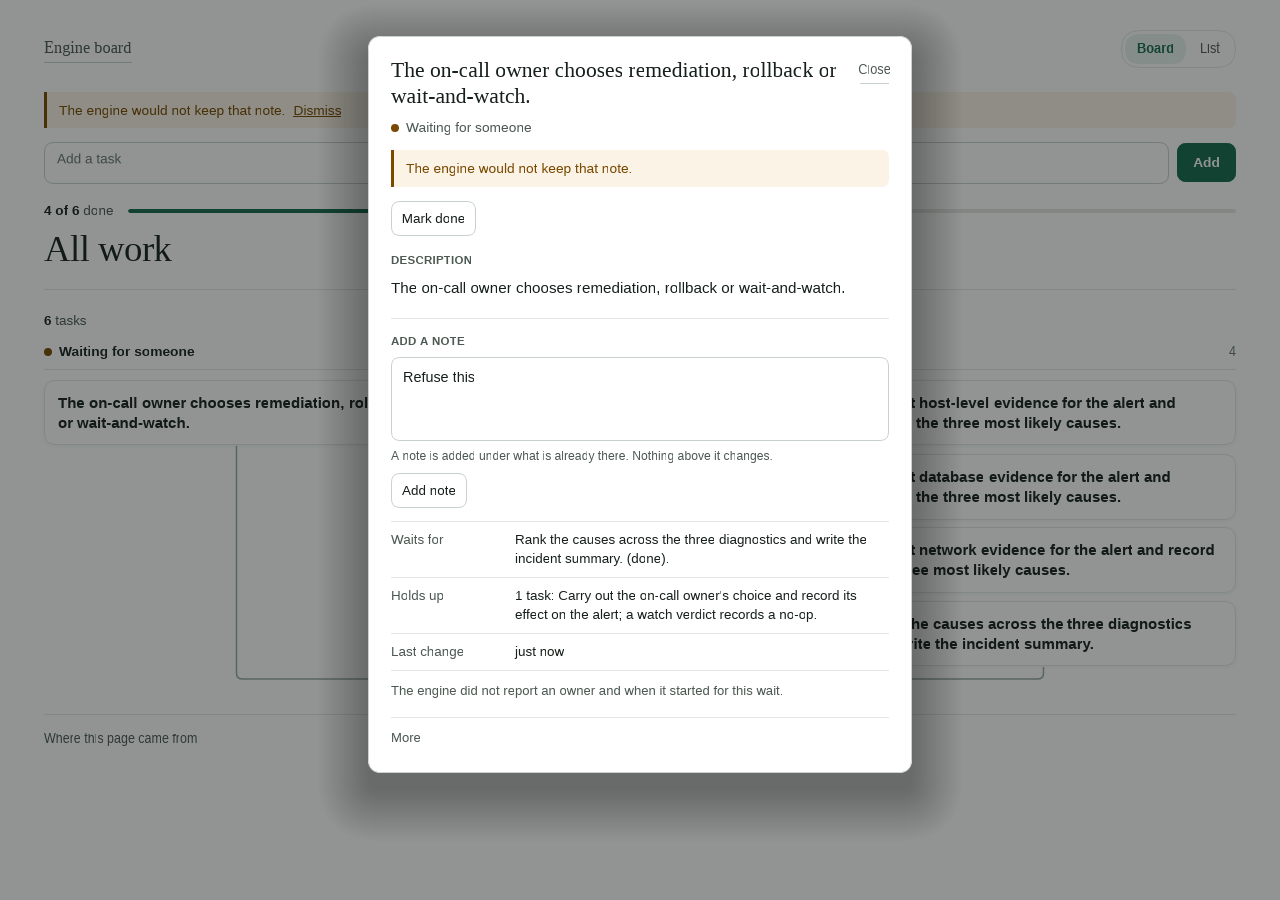 Engine board
Board
List
The engine would not keep that note. Dismiss
Add a task
Add
4 of 6 done
All work
6 tasks
Waiting for someone
4
The on-call owner chooses remediation, rol
or wait-and-watch.
t host-level evidence for the alert and
the three most likely causes.
t database evidence for the alert and
the three most likely causes.
t network evidence for the alert and record
ee most likely causes.
he causes across the three diagnostics
ite the incident summary.
Where this page came from
The on-call owner chooses remediation, rollback or
wait-and-watch.
Close
Waiting for someone
The engine would not keep that note.
Mark done
DESCRIPTION
The on-call owner chooses remediation, rollback or wait-and-watch.
ADD A NOTE
Refuse this
A note is added under what is already there. Nothing above it changes.
Add note
Waits for
Rank the causes across the three diagnostics and write the
incident summary. (done).
Holds up
1 task: Carry out the on-call owner's choice and record its
effect on the alert; a watch verdict records a no-op.
Last change
just now
The engine did not report an owner and when it started for this wait.
More